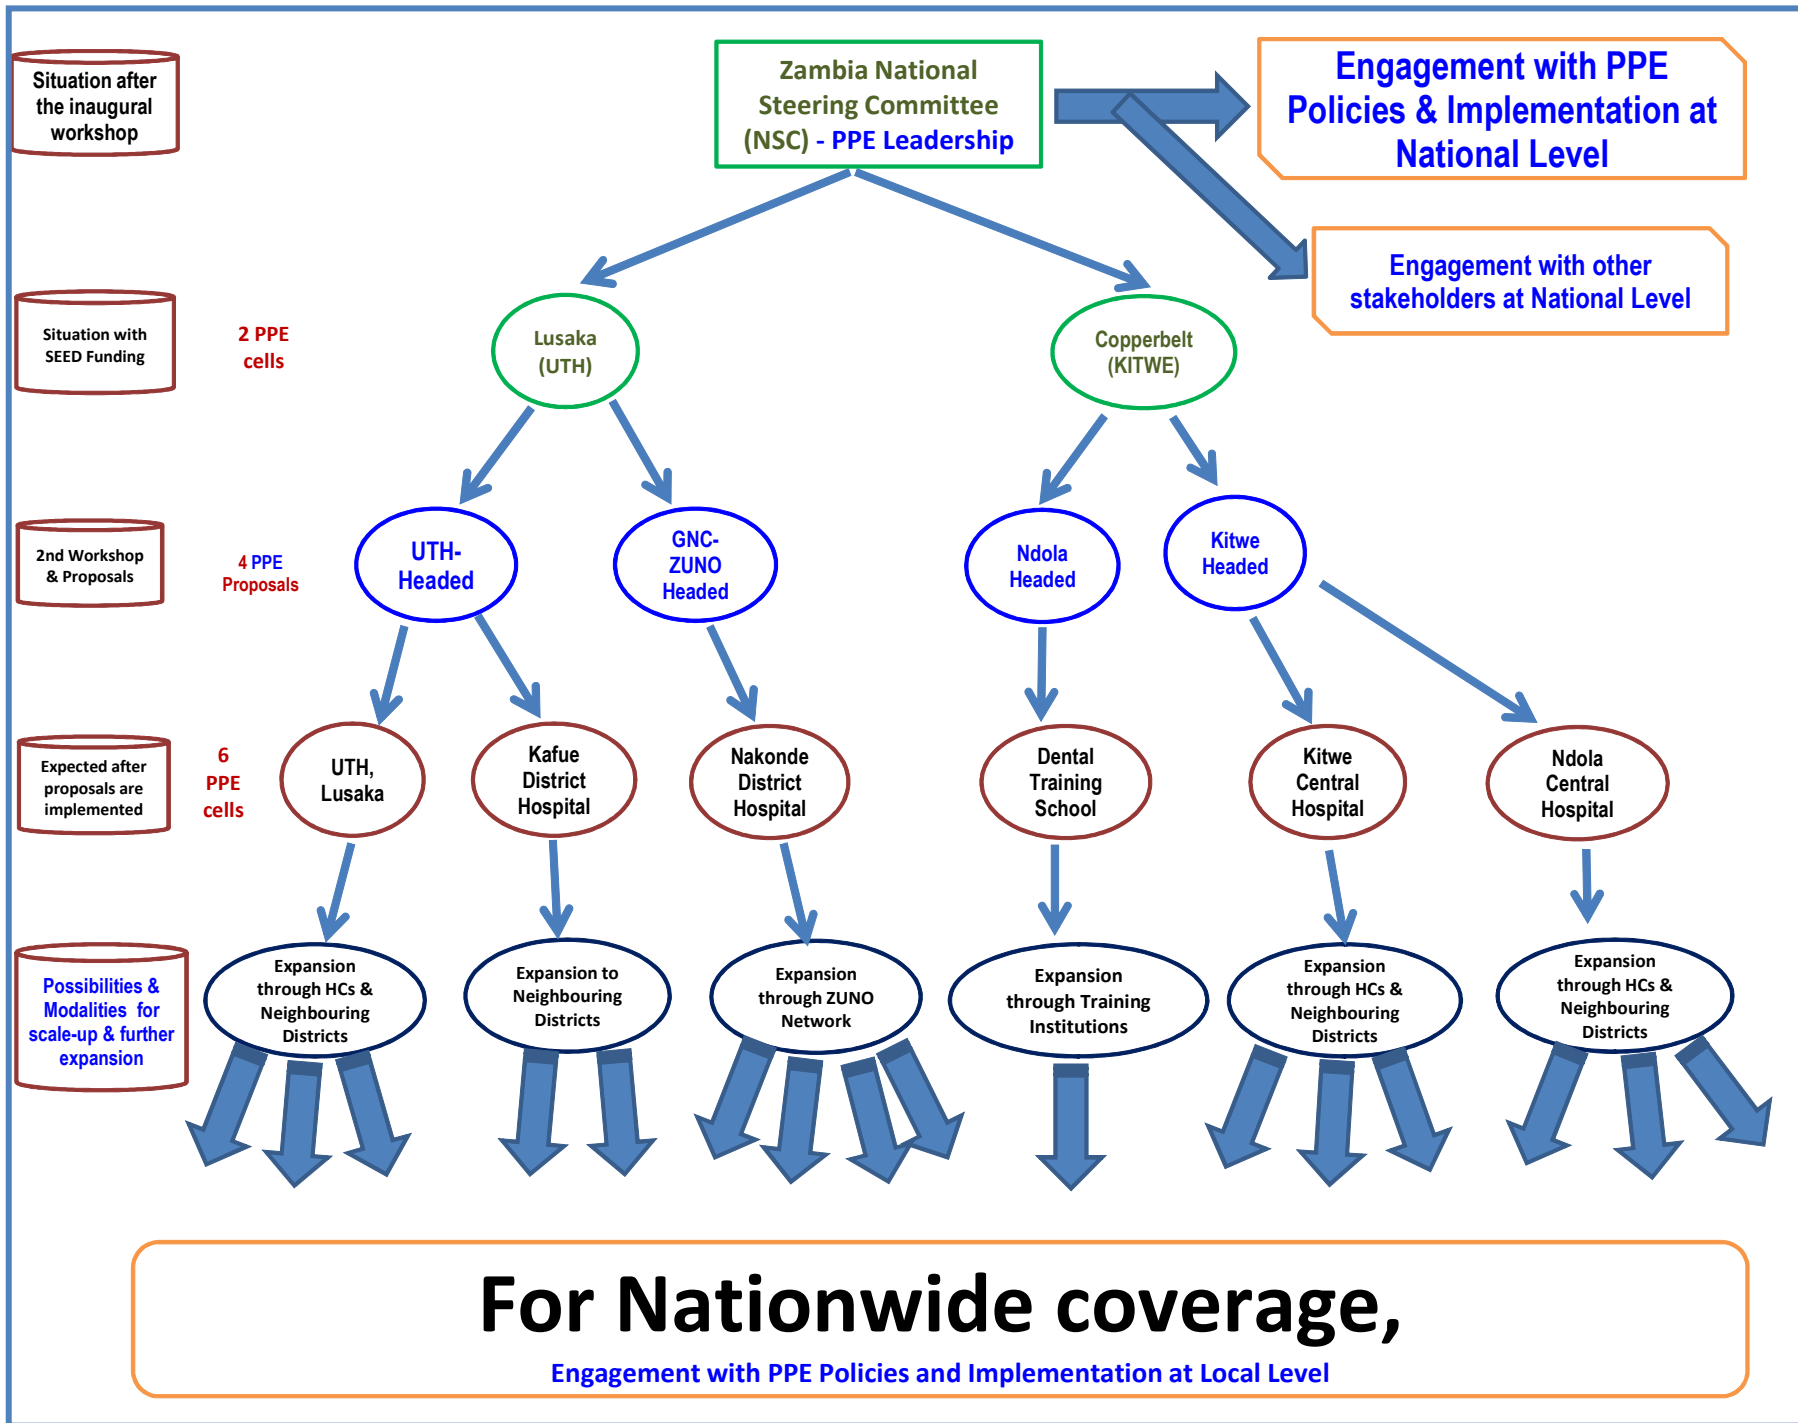 Situation after
the inaugural
workshop
Zambia National
Steering Committee
(NSC) - PPE Leadership
Engagement with PPE
Policies & Implementation at
National Level
Engagement with other
stakeholders at National Level
Situation with
SEED Funding
2 PPE
cells
Lusaka
(UTH)
Copperbelt
(KITWE)
2nd Workshop
& Proposals
4 PPE
Proposals
UTH-
Headed
GNC-
ZUNO
Headed
Ndola
Headed
Kitwe
Headed
Expected after
proposals are
implemented
6
PPE
cells
UTH,
Lusaka
Kafue
District
Hospital
Nakonde
District
Hospital
Dental
Training
School
Kitwe
Central
Hospital
Ndola
Central
Hospital
Possibilities &
Modalities for
scale-up & further
expansion
Expansion
through HCs &
Neighbouring
Districts
Expansion to
Neighbouring
Districts
Expansion
through ZUNO
Network
Expansion
through Training
Institutions
Expansion
through HCs &
Neighbouring
Districts
Expansion
through HCs &
Neighbouring
Districts
For Nationwide coverage,
Engagement with PPE Policies and Implementation at Local Level